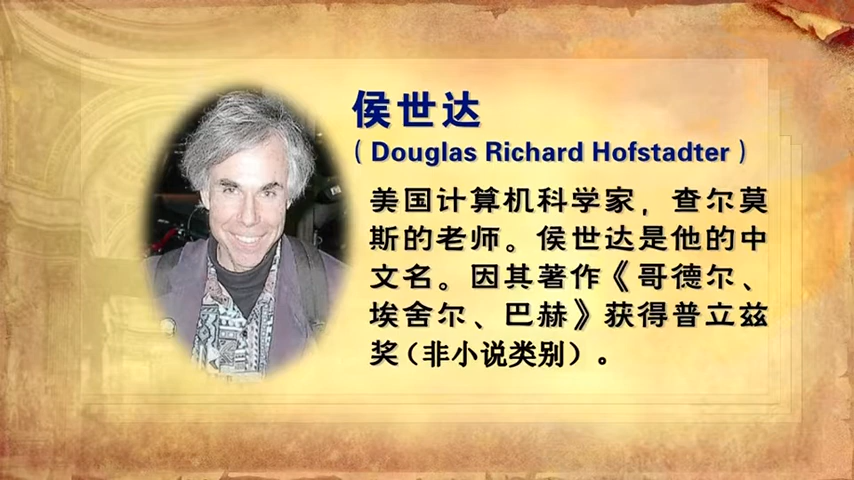 侯世达
（Douglas Richard Hofstadter）
美国计算机科学家，查尔莫
斯的老师。侯世达是他的中
文名。因其著作《哥德尔、
埃舍尔、巴赫》获得普立兹
奖（非小说类别）。